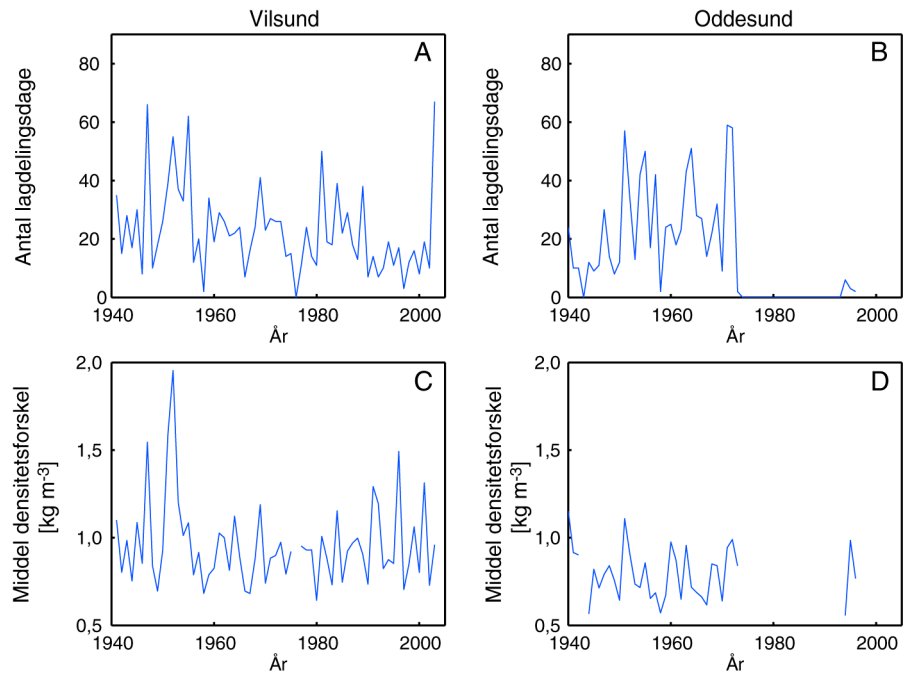 Vilsund
Oddesund
Antal lagdelingsdage
80
60
40
20
0
A
1940
1960
1980
2000
År
Antal lagdelingsdage
80
60
40
20
0
B
1940
1960
1980
2000
År
Middel densitetsforskel
[kg m-3]
2,0
1,5
1,0
0,5
C
1940
1960
1980
2000
År
Middel densitetsforskel
[kg m-3]
2,0
1,5
1,0
0,5
D
1940
1960
1980
2000
År